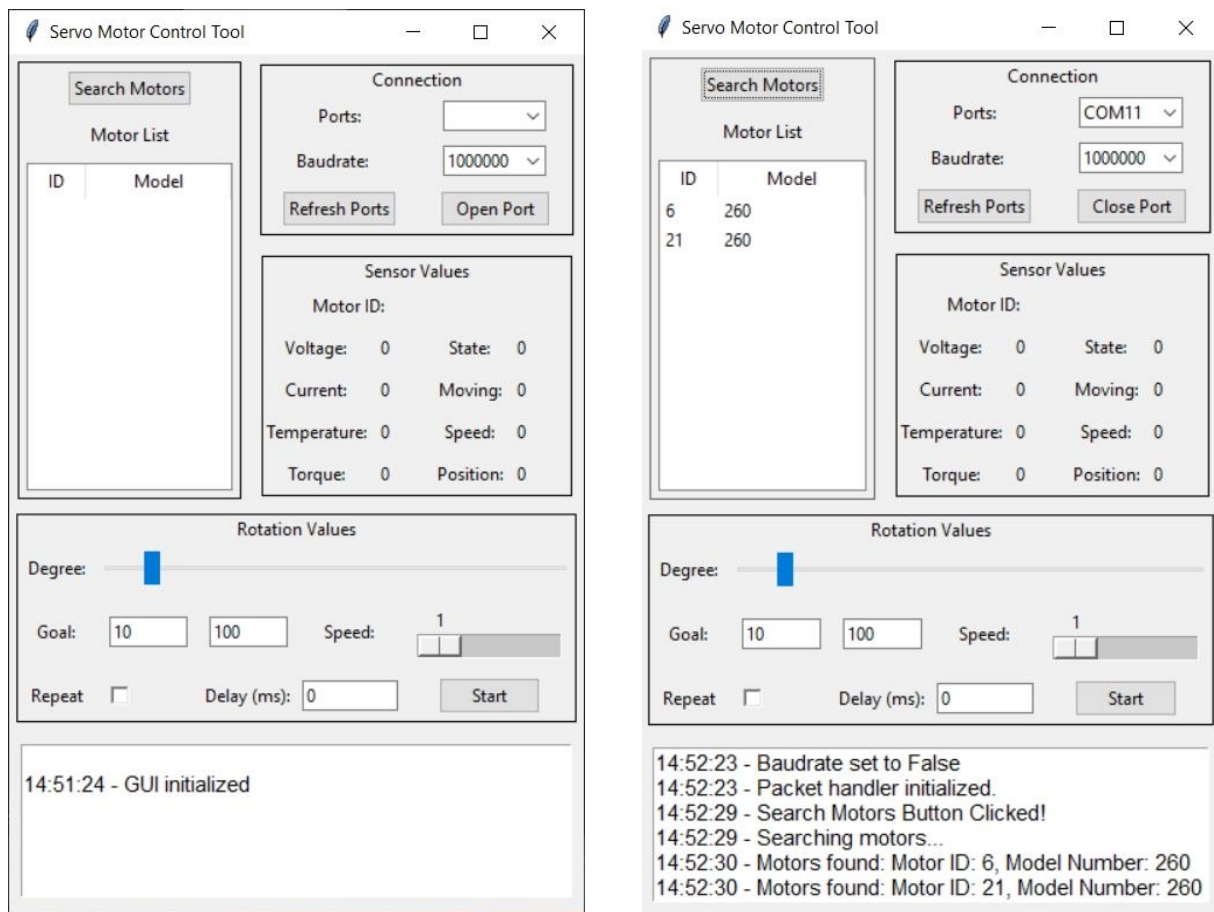 Servo Motor Control Tool
Search Motors
Motor List
ID Model
Connection
Ports:
Baudrate: 1000000
Refresh Ports Open Port
Sensor Values
Motor ID:
Voltage: 0 State: 0
Current: 0 Moving: 0
Temperature: 0 Speed: 0
Torque: 0 Position: 0
Rotation Values
Degree:
1
Goal: 10 100 Speed:
Repeat Delay (ms): 0 Start
14:51:24 - GUI initialized
Servo Motor Control Tool
Search Motors
Motor List
ID Model
6 260
21 260
Connection
Ports: COM11
Baudrate: 1000000
Refresh Ports Close Port
Sensor Values
Motor ID:
Voltage: 0 State: 0
Current: 0 Moving: 0
Temperature: 0 Speed: 0
Torque: 0 Position: 0
Rotation Values
Degree:
1
Goal: 10 100 Speed:
Repeat Delay (ms): 0 Start
14:52:23 - Baudrate set to False
14:52:23 - Packet handler initialized.
14:52:29 - Search Motors Button Clicked!
14:52:29 - Searching motors...
14:52:30 - Motors found: Motor ID: 6, Model Number: 260
14:52:30 - Motors found: Motor ID: 21, Model Number: 260